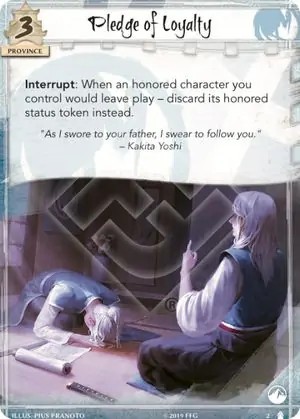 3
Pledge of Loyalty
PROVINCE
Interrupt: When an honored character you
control would leave play – discard its honored
status token instead.
"As I swore to your father, I swear to follow you."
– Kakita Yoshi
ILLUS: PIUS PRANOTO
© 2019 FFG
2